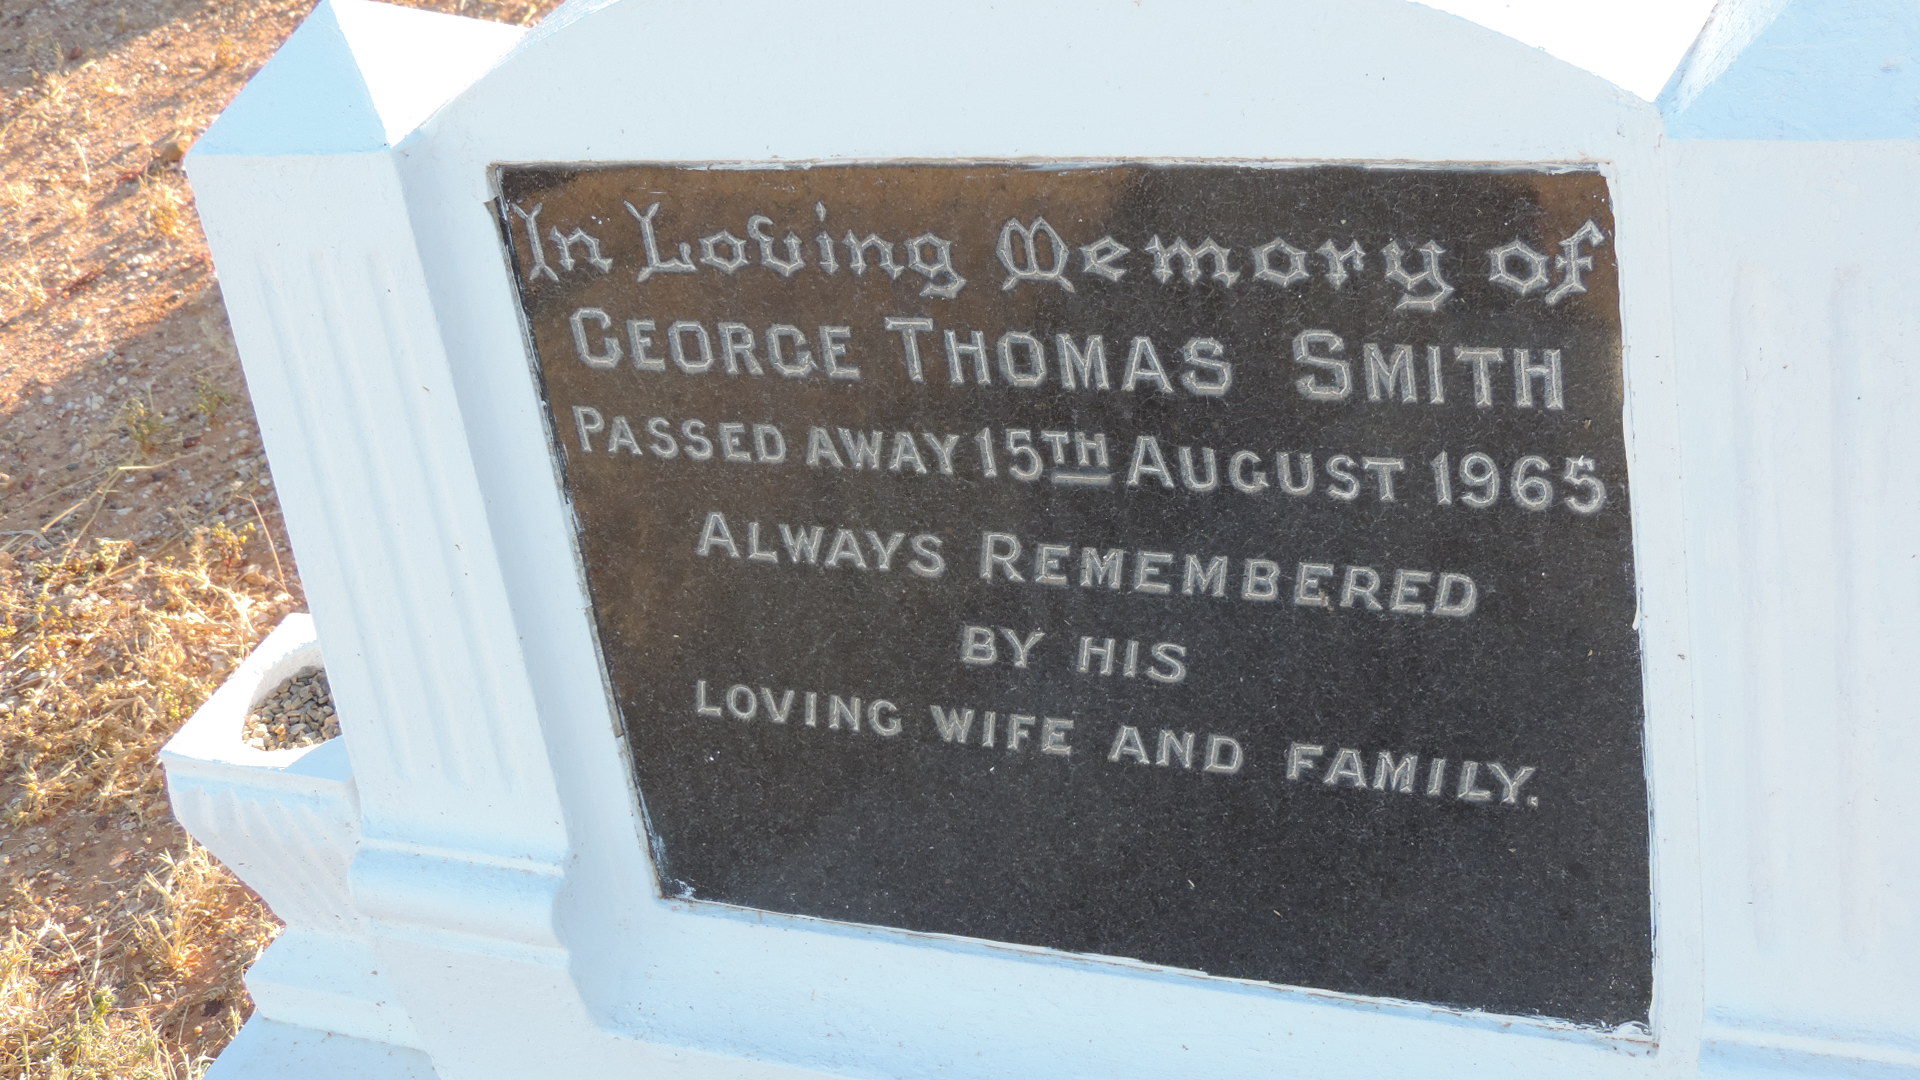 In Loving Memory of
GEORGE THOMAS SMITH
PASSED AWAY 15TH AUGUST 1965
ALWAYS REMEMBERED
BY HIS
LOVING WIFE AND FAMILY.